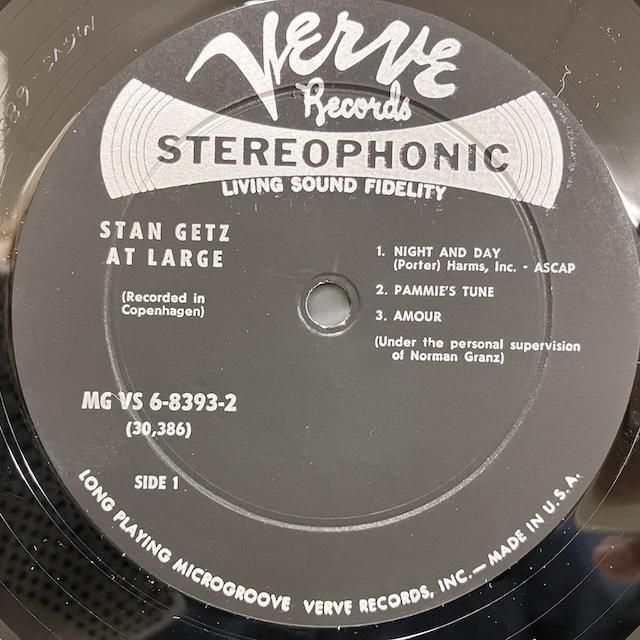 Verve
Records
STEREOPHONIC
LIVING SOUND FIDELITY
STAN GETZ
AT LARGE
(Recorded in
Copenhagen)
1. NIGHT AND DAY
(Porter) Harms, Inc. - ASCAP
2. PAMMIE'S TUNE
3. AMOUR
(Under the personal supervision
of Norman Granz)
MG VS 6-8393-2
(30,386)
SIDE 1
LONG PLAYING MICROGROOVE VERVE RECORDS, INC.— MADE IN U.S.A.